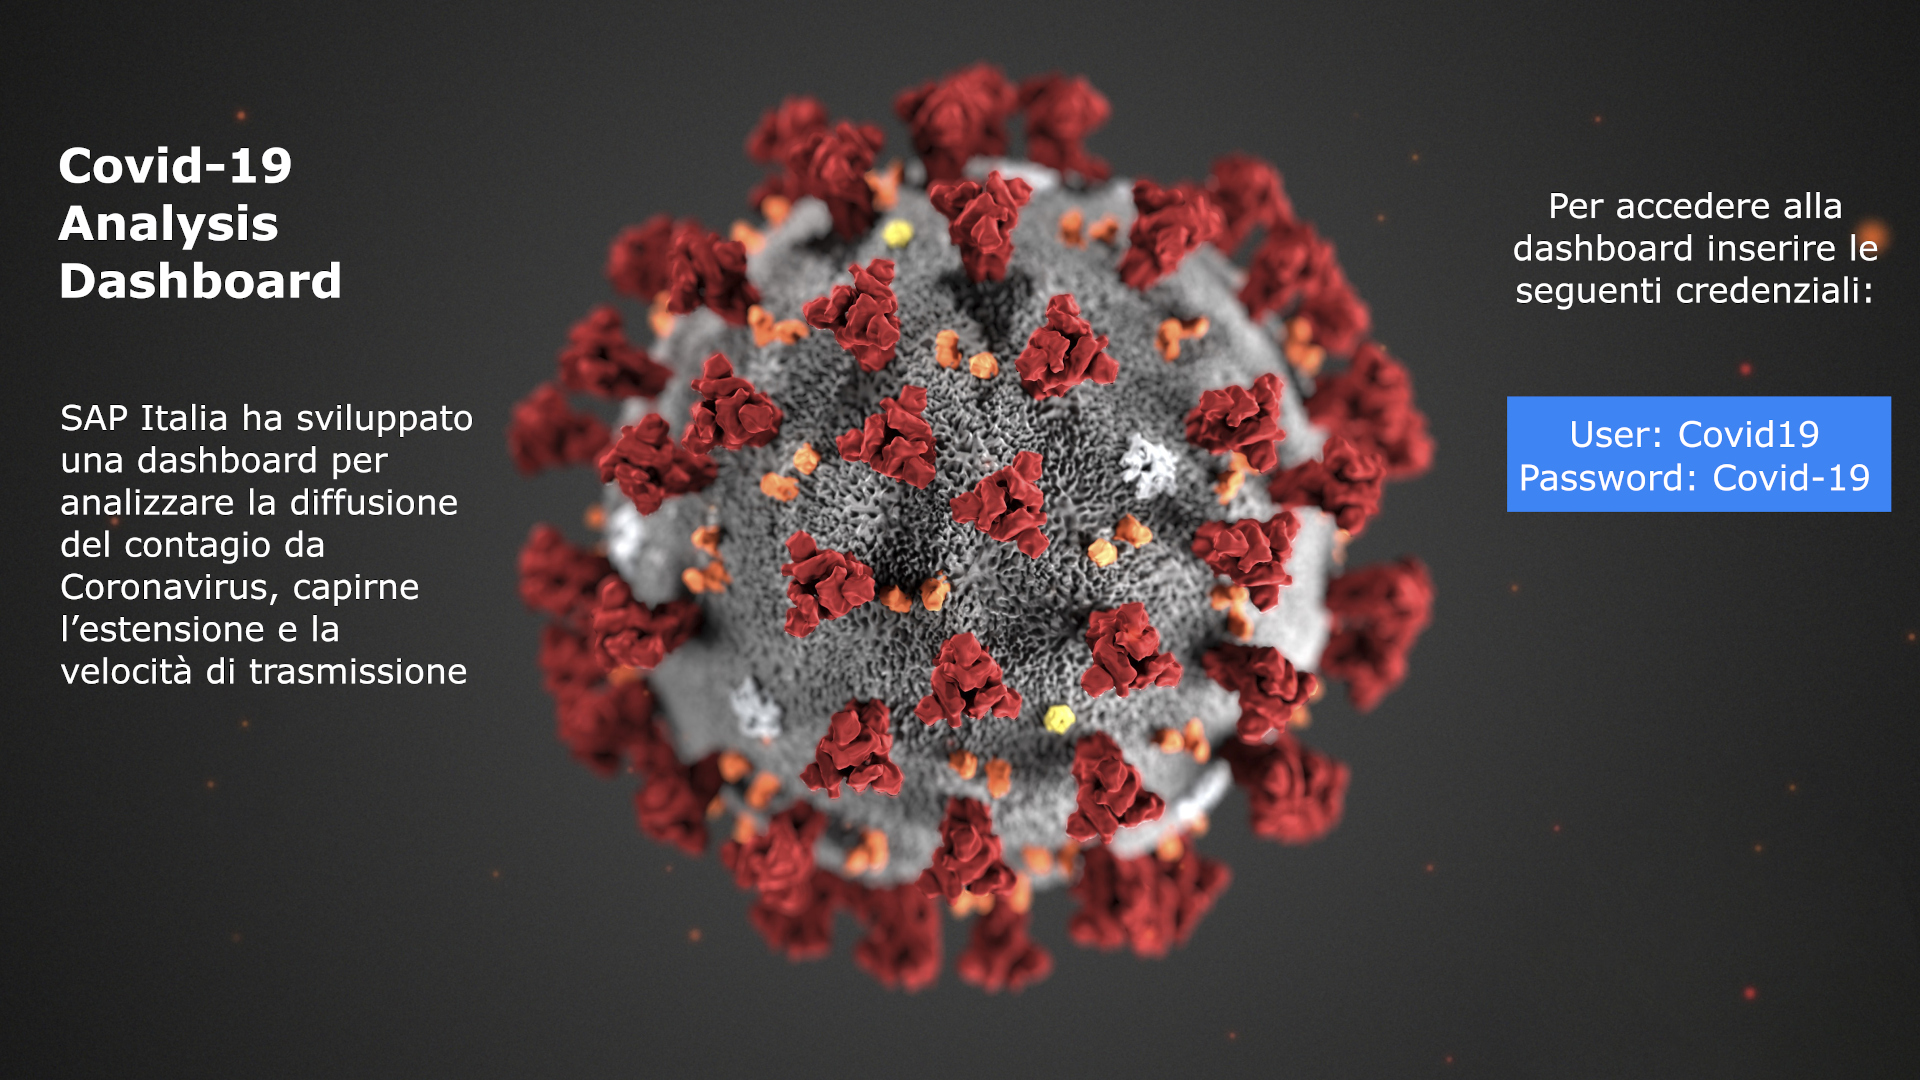 Covid-19
Analysis
Dashboard
SAP Italia ha sviluppato
una dashboard per
analizzare la diffusione
del contagio da
Coronavirus, capirne
l’estensione e la
velocità di trasmissione
Per accedere alla
dashboard inserire le
seguenti credenziali:
User: Covid19
Password: Covid-19